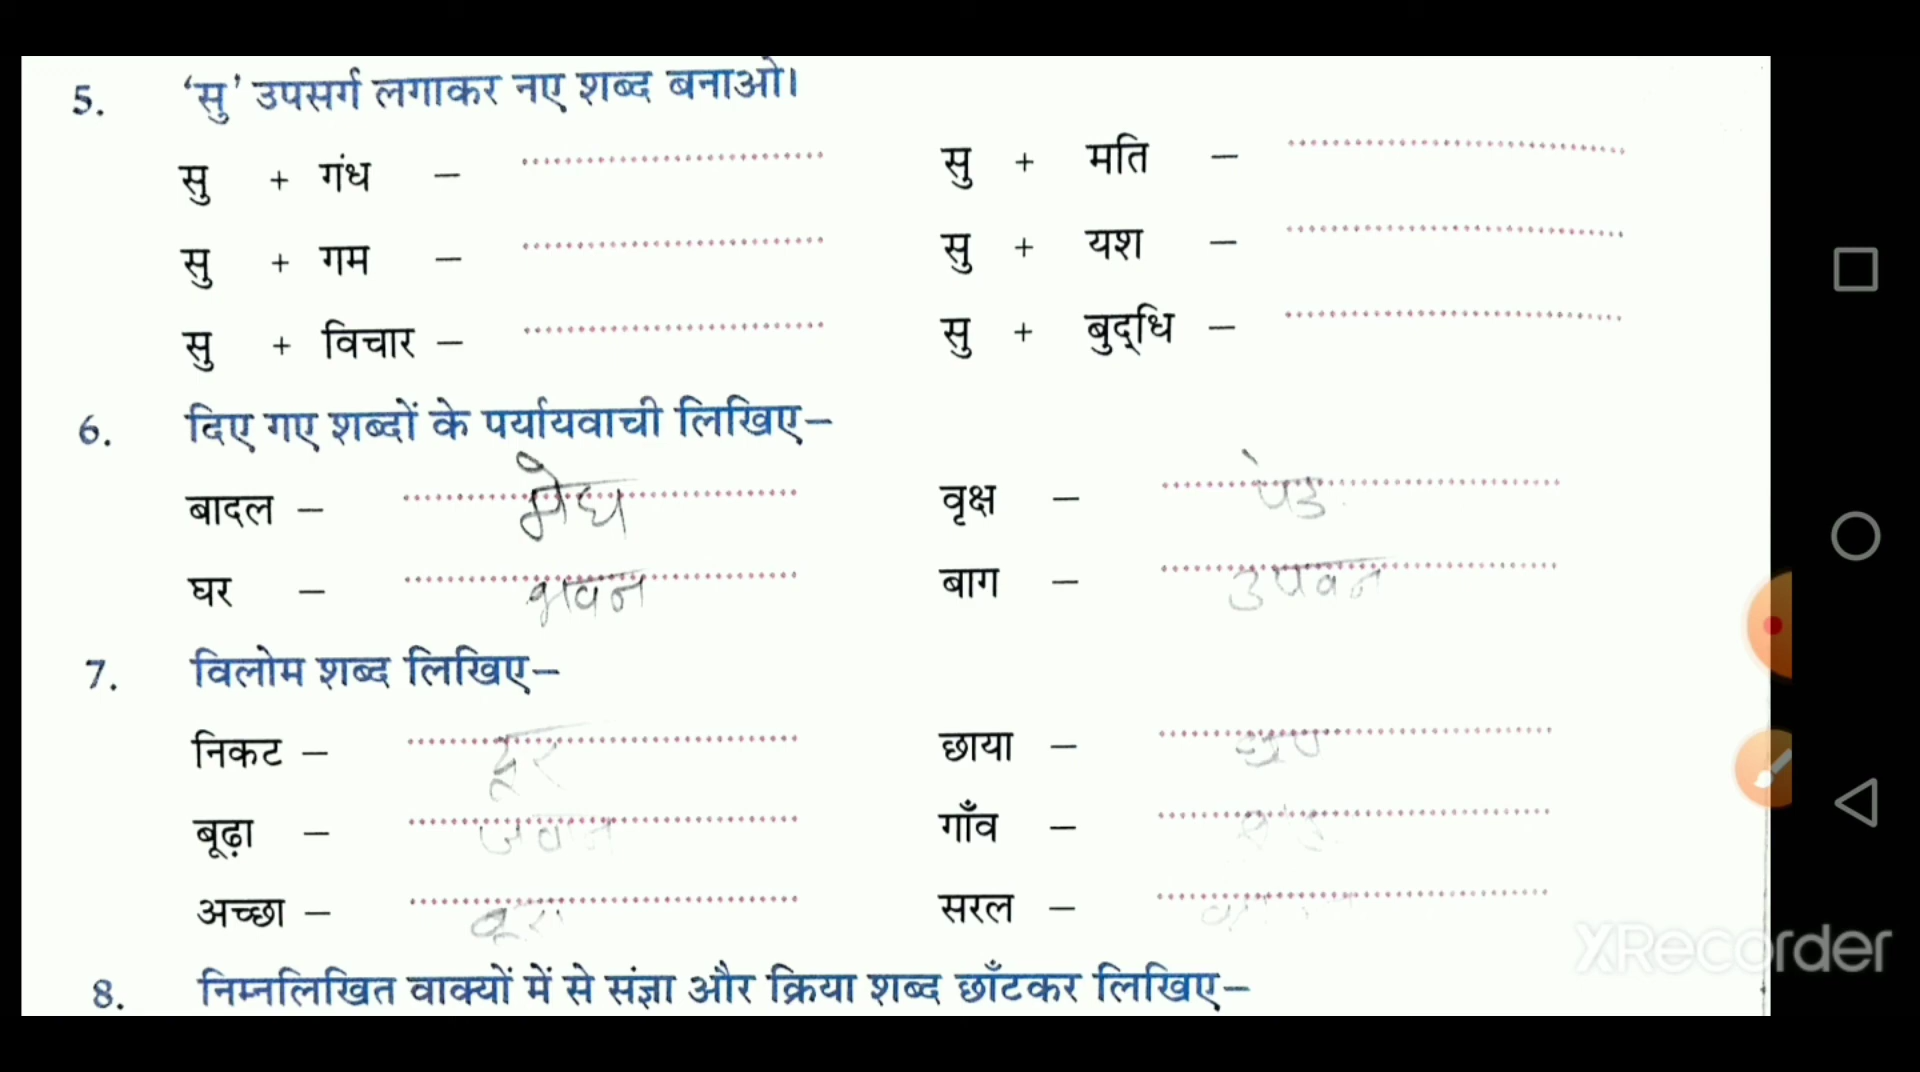 5. 'सु' उपसर्ग लगाकर नए शब्द बनाओ।
सु + गंध – सु + मति –
सु + गम – सु + यश –
सु + विचार – सु + बुद्धि –
6. दिए गए शब्दों के पर्यायवाची लिखिए–
बादल – मेघ वृक्ष – पेड
घर – भवन बाग – उपवन
7. विलोम शब्द लिखिए–
निकट – दूर छाया – धूप
बूढ़ा – जवान गाँव –
अच्छा – सरल –
8. निम्नलिखित वाक्यों में से संज्ञा और क्रिया शब्द छाँटकर लिखिए–
XRecorder